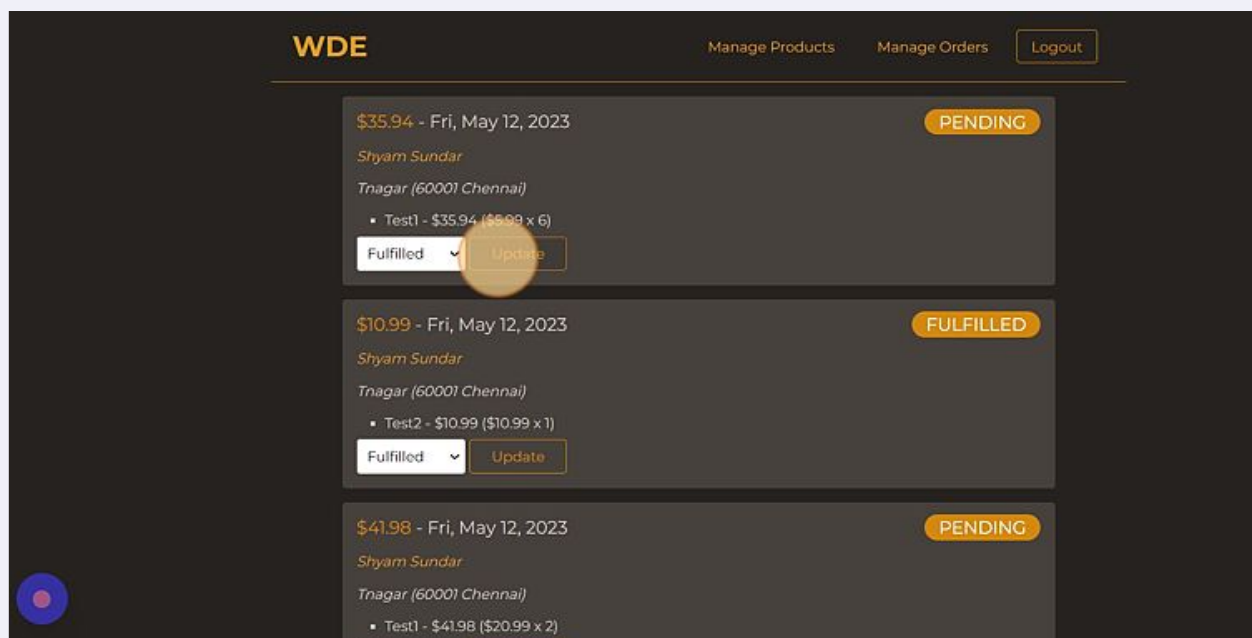 WDE
Manage Products Manage Orders Logout
$35.94 - Fri, May 12, 2023 PENDING
Shyam Sundar
Tnagar (60001 Chennai)
▪ Test1 - $35.94 ($5.99 x 6)
Fulfilled Update
$10.99 - Fri, May 12, 2023 FULFILLED
Shyam Sundar
Tnagar (60001 Chennai)
▪ Test2 - $10.99 ($10.99 x 1)
Fulfilled Update
$41.98 - Fri, May 12, 2023 PENDING
Shyam Sundar
Tnagar (60001 Chennai)
▪ Test1 - $41.98 ($20.99 x 2)